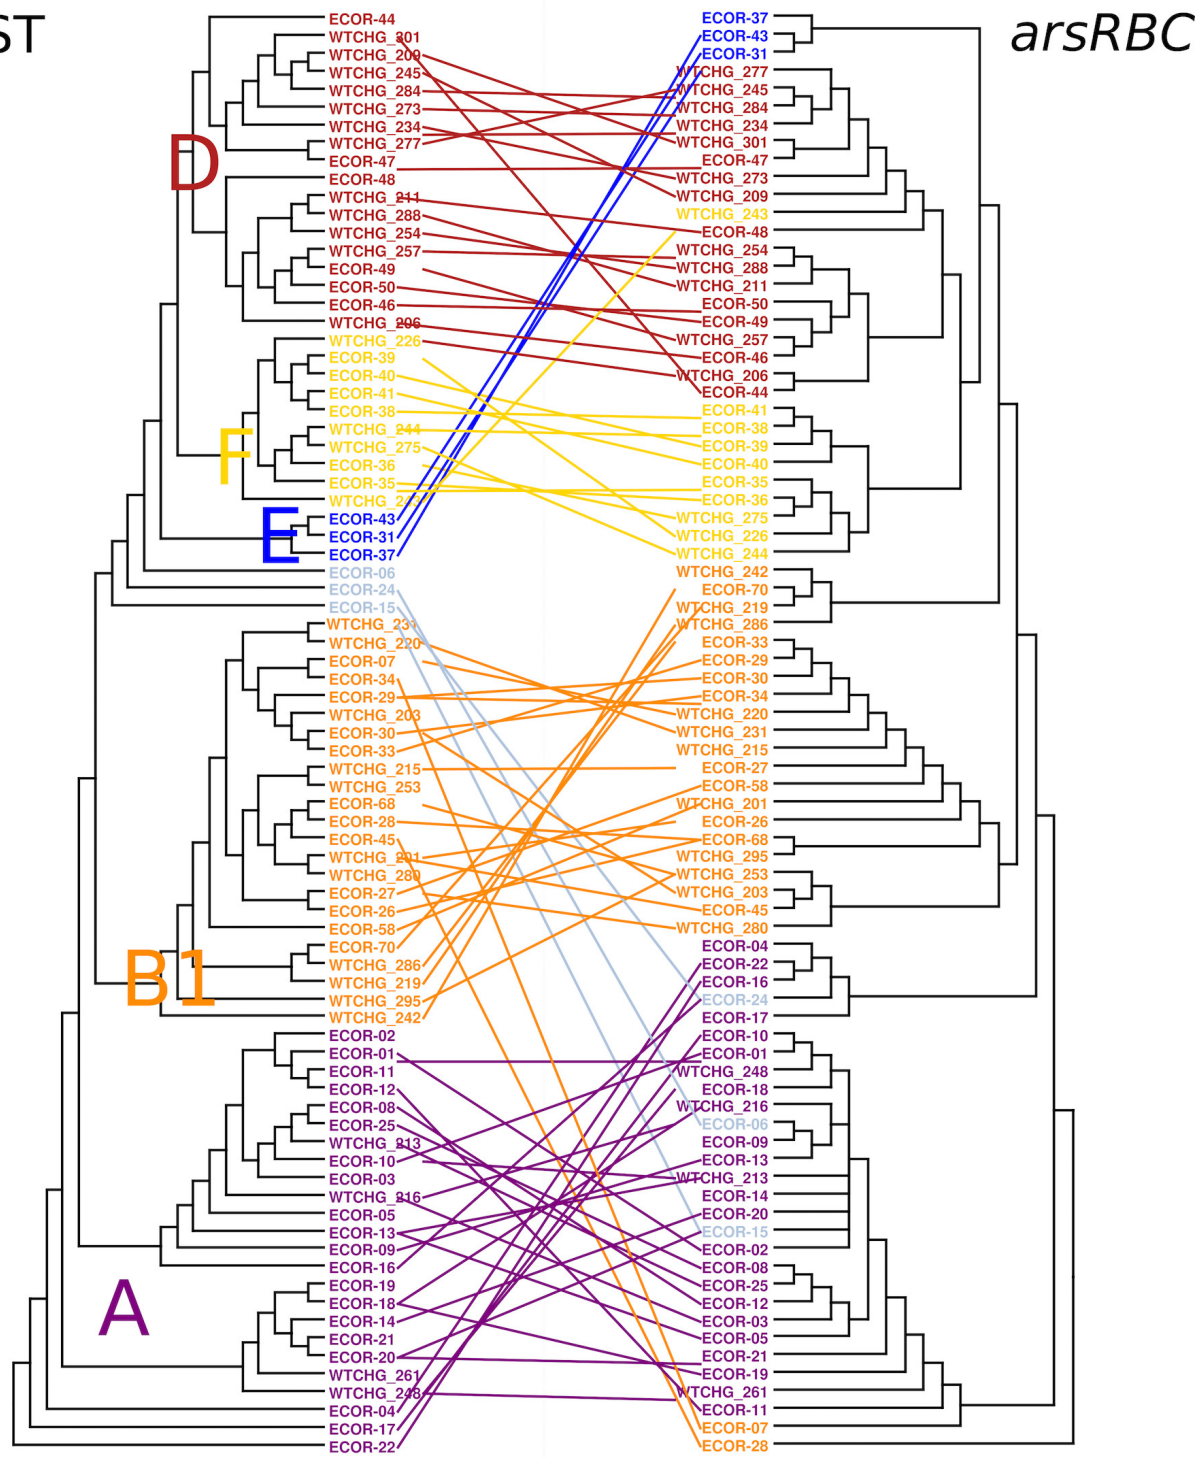 ST
arsRBC
D
F
E
B1
A
ECOR-44
WTCHG_301
WTCHG_209
WTCHG_245
WTCHG_284
WTCHG_273
WTCHG_234
WTCHG_277
ECOR-47
ECOR-48
WTCHG_211
WTCHG_288
WTCHG_254
WTCHG_257
ECOR-49
ECOR-50
ECOR-46
WTCHG_206
WTCHG_226
ECOR-39
ECOR-40
ECOR-41
ECOR-38
WTCHG_244
WTCHG_275
ECOR-36
ECOR-35
WTCHG_243
ECOR-43
ECOR-31
ECOR-37
ECOR-06
ECOR-24
ECOR-15
WTCHG_231
WTCHG_220
ECOR-07
ECOR-34
ECOR-29
WTCHG_203
ECOR-30
ECOR-33
WTCHG_215
WTCHG_253
ECOR-68
ECOR-28
ECOR-45
WTCHG_201
WTCHG_280
ECOR-27
ECOR-26
ECOR-58
ECOR-70
WTCHG_286
WTCHG_219
WTCHG_295
WTCHG_242
ECOR-02
ECOR-01
ECOR-11
ECOR-12
ECOR-08
ECOR-25
WTCHG_213
ECOR-10
ECOR-03
WTCHG_216
ECOR-05
ECOR-13
ECOR-09
ECOR-16
ECOR-19
ECOR-18
ECOR-14
ECOR-21
ECOR-20
WTCHG_261
WTCHG_248
ECOR-04
ECOR-17
ECOR-22
ECOR-37
ECOR-43
ECOR-31
WTCHG_277
WTCHG_245
WTCHG_284
WTCHG_234
WTCHG_301
ECOR-47
WTCHG_273
WTCHG_209
WTCHG_243
ECOR-48
WTCHG_254
WTCHG_288
WTCHG_211
ECOR-50
ECOR-49
WTCHG_257
ECOR-46
WTCHG_206
ECOR-44
ECOR-41
ECOR-38
ECOR-39
ECOR-40
ECOR-35
ECOR-36
WTCHG_275
WTCHG_226
WTCHG_244
WTCHG_242
ECOR-70
WTCHG_219
WTCHG_286
ECOR-33
ECOR-29
ECOR-30
ECOR-34
WTCHG_220
WTCHG_231
WTCHG_215
ECOR-27
ECOR-58
WTCHG_201
ECOR-26
ECOR-68
WTCHG_295
WTCHG_253
WTCHG_203
ECOR-45
WTCHG_280
ECOR-04
ECOR-22
ECOR-16
ECOR-24
ECOR-17
ECOR-10
ECOR-01
WTCHG_248
ECOR-18
WTCHG_216
ECOR-06
ECOR-09
ECOR-13
WTCHG_213
ECOR-14
ECOR-20
ECOR-15
ECOR-02
ECOR-08
ECOR-25
ECOR-12
ECOR-03
ECOR-05
ECOR-21
ECOR-19
WTCHG_261
ECOR-11
ECOR-07
ECOR-28